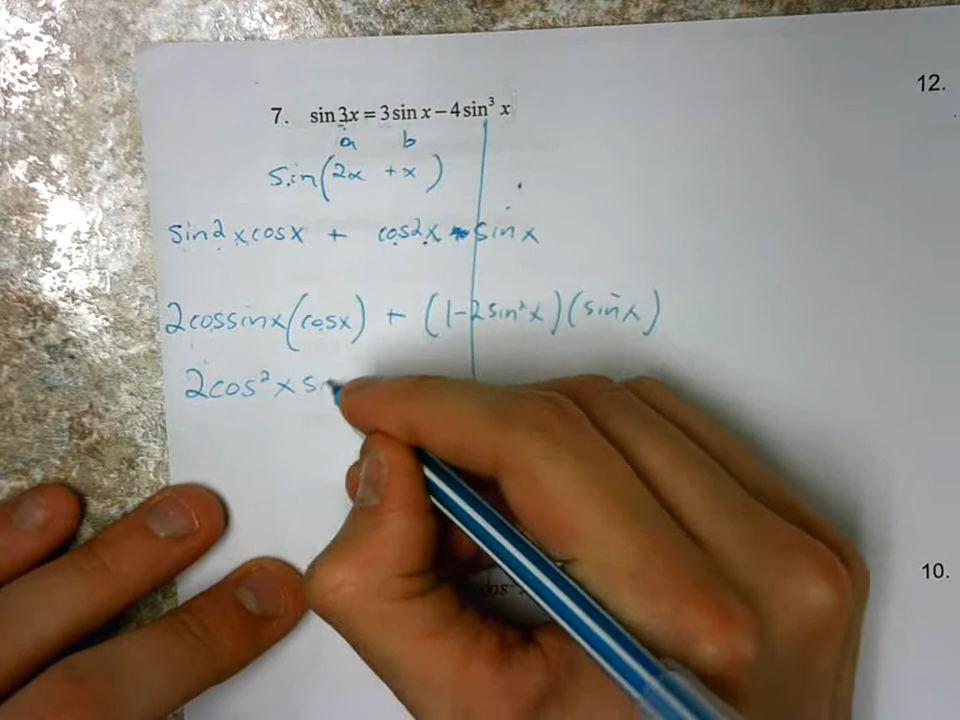 12.
7. sin 3x = 3 sin x − 4 sin³ x
a b
sin(2x + x)
sin2xcosx + cos2x sinx
2cossinx(cosx) + (1-2sin²x)(sinx)
2cos²x s
10.